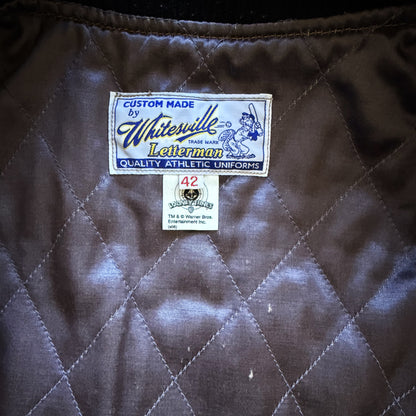 CUSTOM MADE
by
Whitesville
TRADE MARK
Letterman
QUALITY ATHLETIC UNIFORMS
42
LOONEY TUNES
TM & © Warner Bros.
Entertainment Inc.